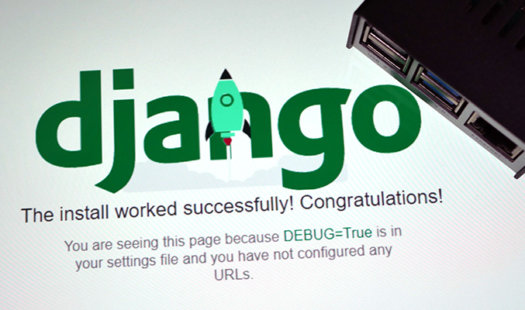 django
The install worked successfully! Congratulations!
You are seeing this page because DEBUG=True is in
your settings file and you have not configured any
URLs.